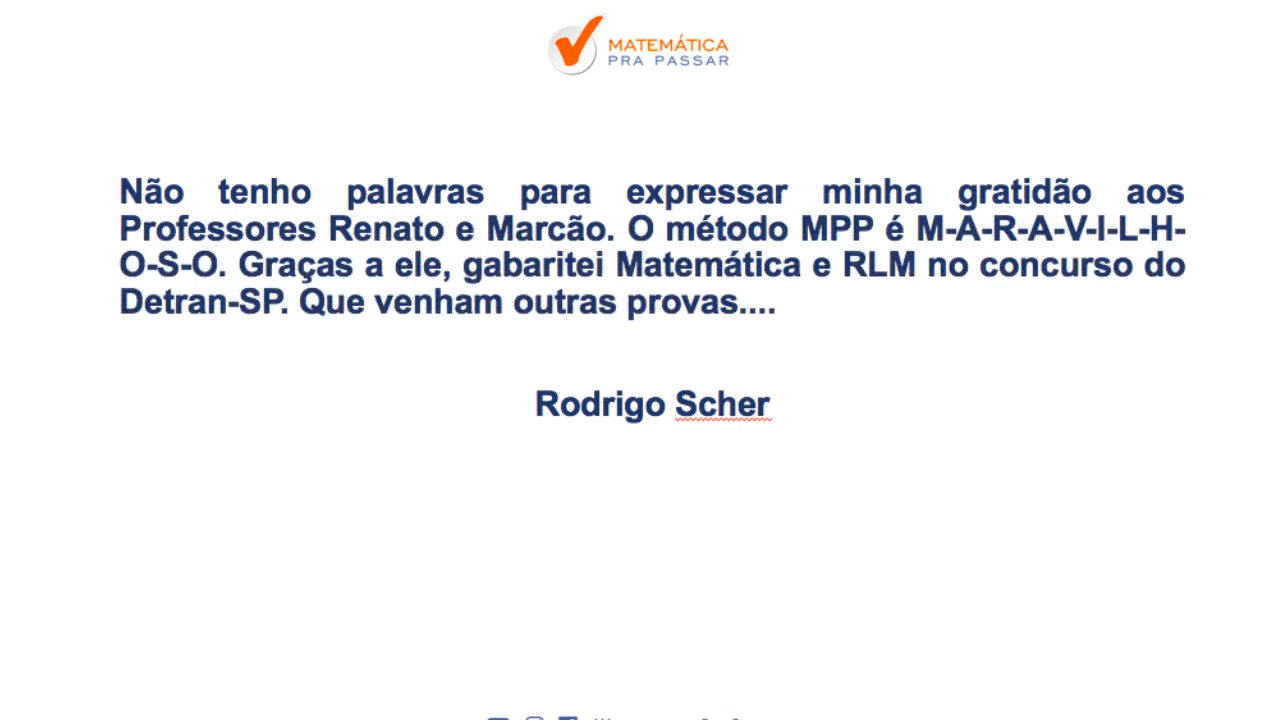 MATEMÁTICA
PRA PASSAR
Não tenho palavras para expressar minha gratidão aos
Professores Renato e Marcão. O método MPP é M-A-R-A-V-I-L-H-
O-S-O. Graças a ele, gabaritei Matemática e RLM no concurso do
Detran-SP. Que venham outras provas....
Rodrigo Scher